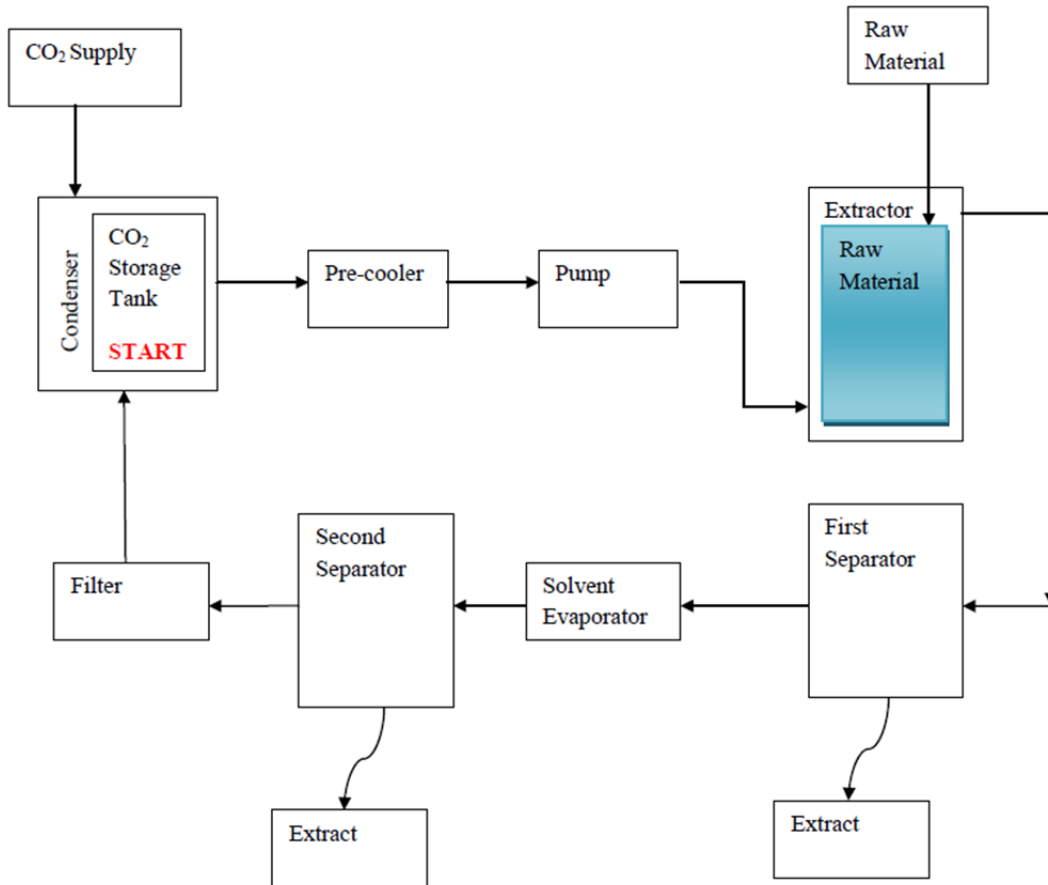 CO₂ Supply
Raw
Material
Condenser
CO₂
Storage
Tank
START
Pre-cooler
Pump
Extractor
Raw
Material
Filter
Second
Separator
Solvent
Evaporator
First
Separator
Extract
Extract